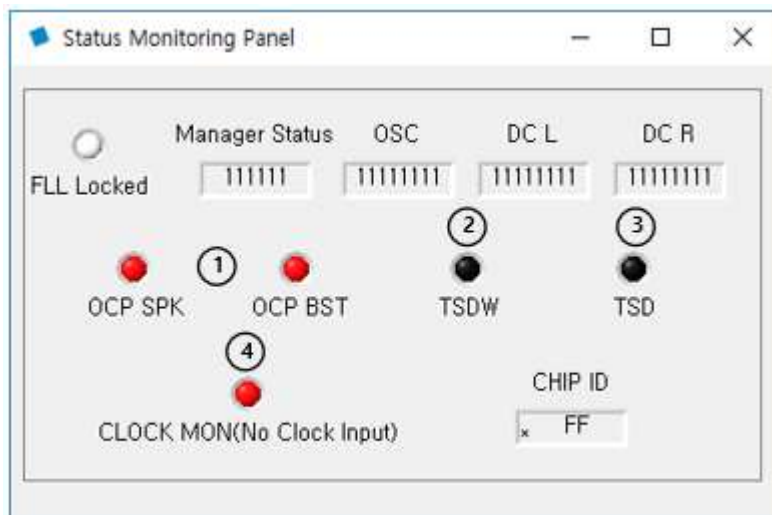 Status Monitoring Panel
Manager Status OSC DC L DC R
FLL Locked 111111 11111111 11111111 11111111
② ③
①
OCP SPK OCP BST TSDW TSD
④
CHIP ID
CLOCK MON(No Clock Input) × FF